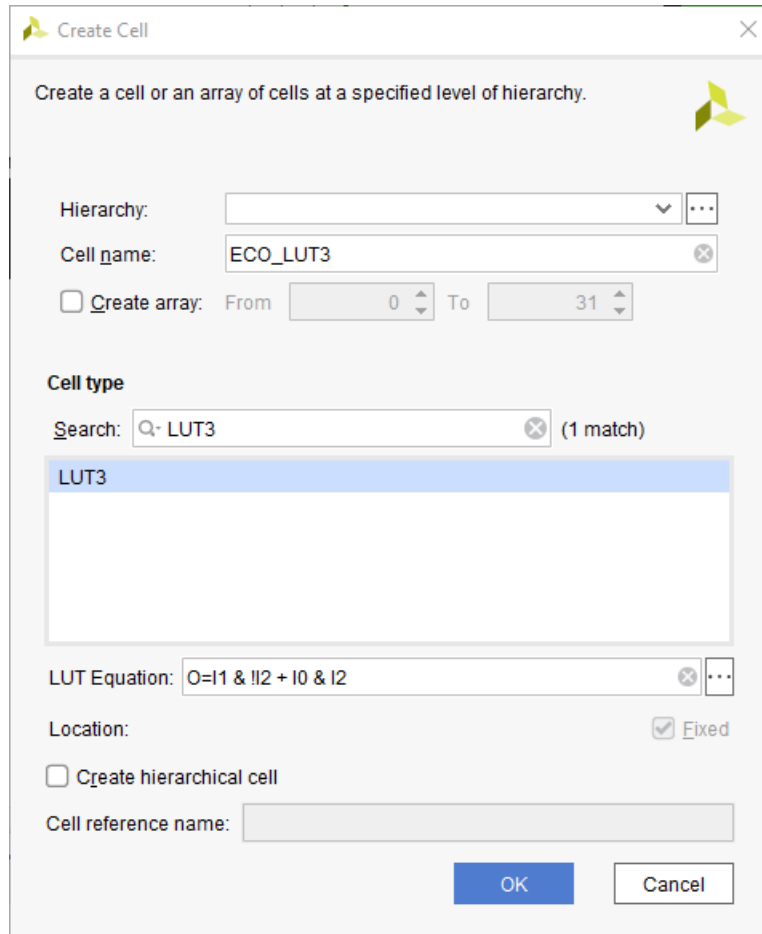 Create Cell
Create a cell or an array of cells at a specified level of hierarchy.
Hierarchy:
Cell name: ECO_LUT3
Create array: From 0 To 31
Cell type
Search: LUT3 (1 match)
LUT3
LUT Equation: O=I1 & !I2 + I0 & I2
Location: Fixed
Create hierarchical cell
Cell reference name:
OK Cancel